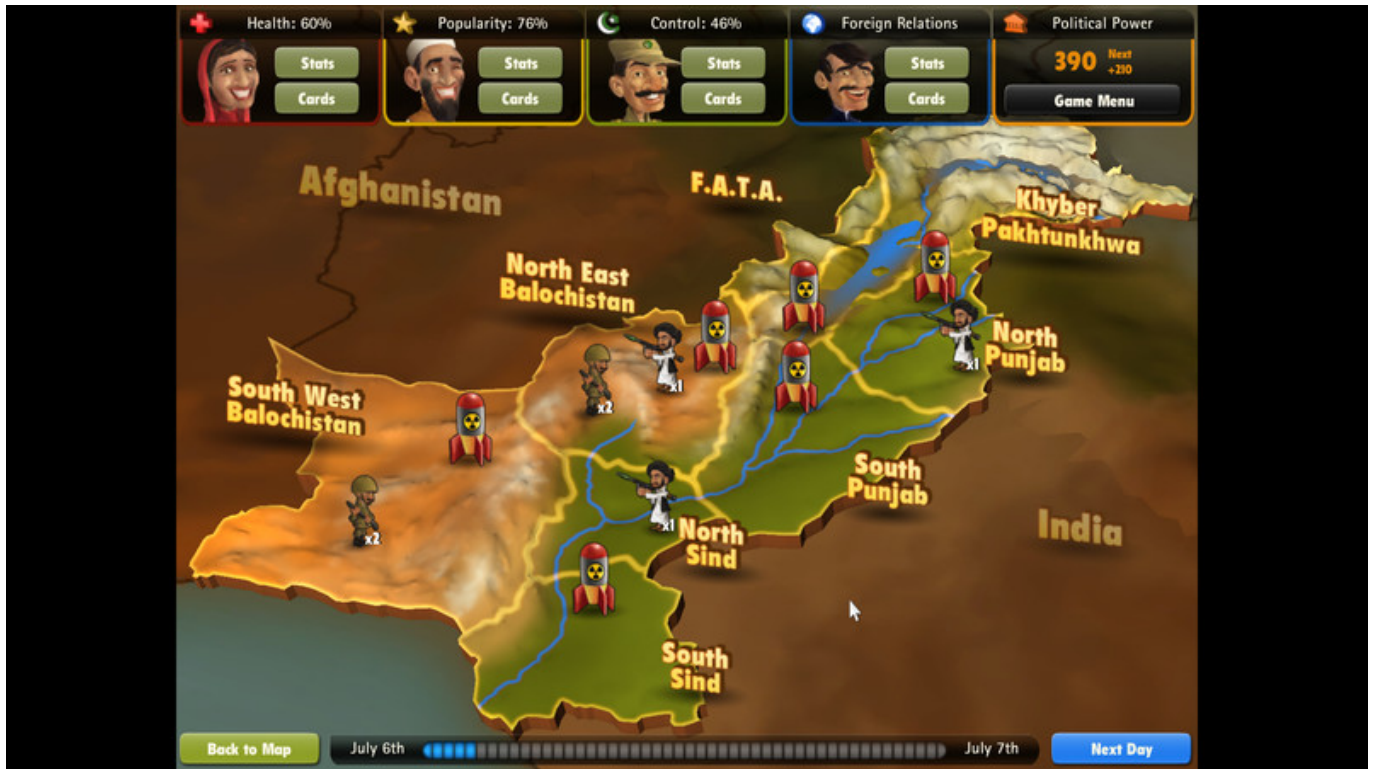 Health: 60%
Popularity: 76%
Control: 46%
Foreign Relations
Political Power
Stats
Cards
Stats
Cards
Stats
Cards
Stats
Cards
390
Next
+210
Game Menu
Afghanistan
F.A.T.A.
Khyber
Pakhtunkhwa
North East
Balochistan
North
Punjab
x1
x1
x2
South West
Balochistan
South
Punjab
x2
x1
North
Sind
India
South
Sind
Back to Map
July 6th
July 7th
Next Day